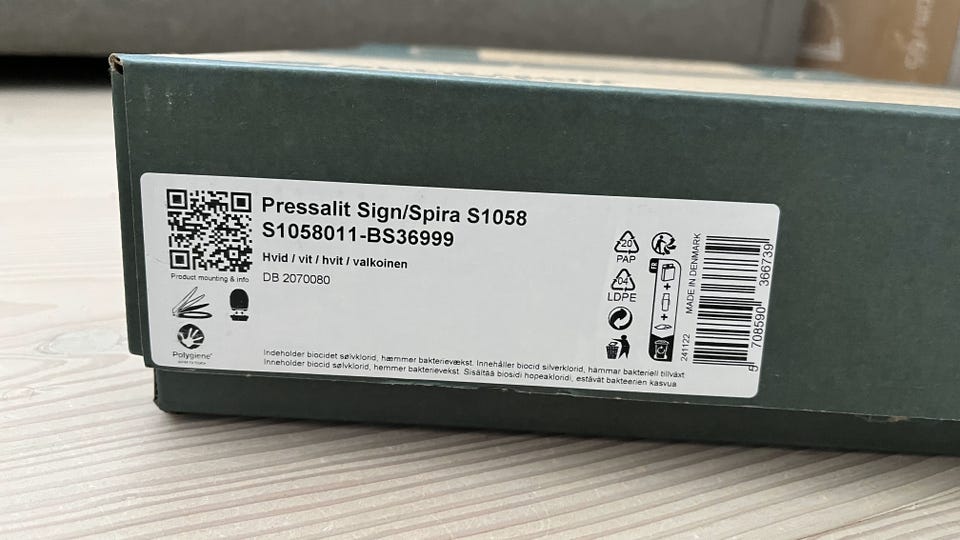 Pressalit Sign/Spira S1058
S1058011-BS36999
Hvid / vit / hvit / valkoinen
DB 2070080
Product mounting & info
Polygiene®
Indeholder biocidet sølvklorid, hæmmer bakterievækst. Innehåller biocid silverklorid, hämmar bakteriell tillväxt
Inneholder biocid sølvklorid, hemmer bakterievekst. Sisältää biosidi hopeakloridi, estävät bakteerien kasvua
20
PAP
04
LDPE
FR
+
+
241122
MADE IN DENMARK
5 708590 366739